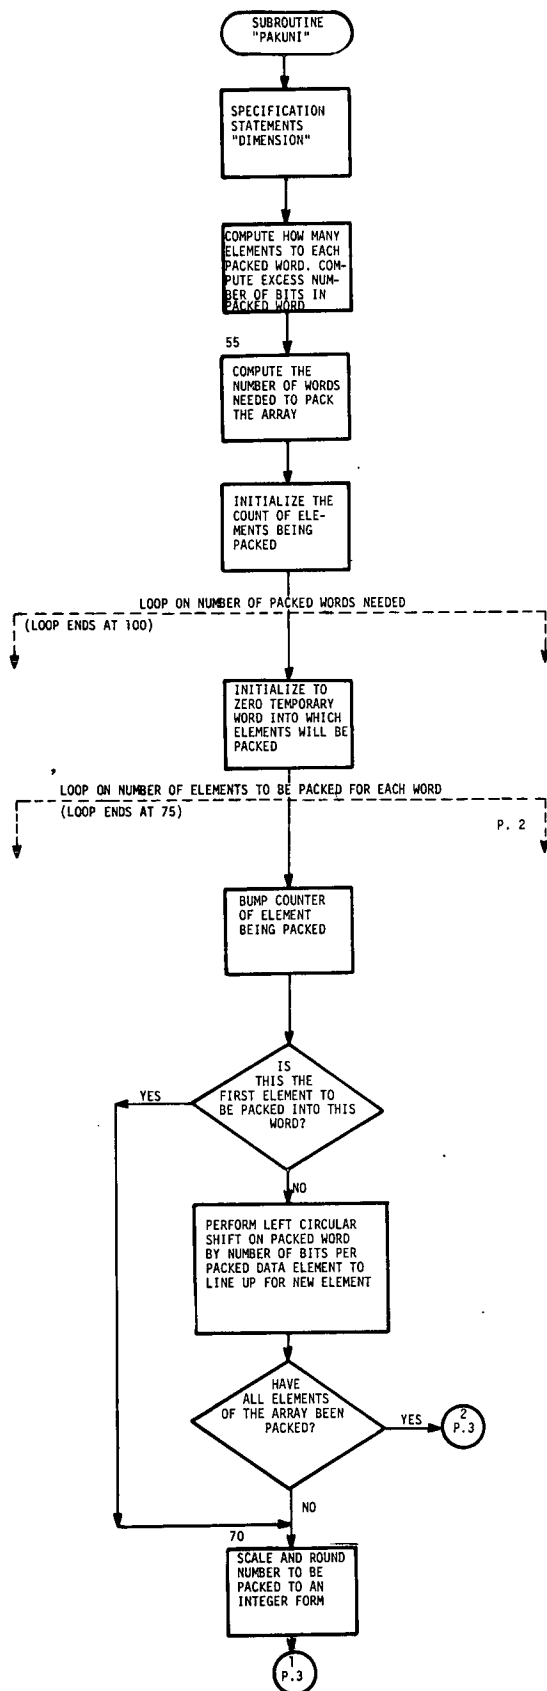 SUBROUTINE
"PAKUNI"
SPECIFICATION
STATEMENTS
"DIMENSION"
COMPUTE HOW MANY
ELEMENTS TO EACH
PACKED WORD. COM-
PUTE EXCESS NUM-
BER OF BITS IN
PACKED WORD
55
COMPUTE THE
NUMBER OF WORDS
NEEDED TO PACK
THE ARRAY
INITIALIZE THE
COUNT OF ELE-
MENTS BEING
PACKED
LOOP ON NUMBER OF PACKED WORDS NEEDED
(LOOP ENDS AT 100)
INITIALIZE TO
ZERO TEMPORARY
WORD INTO WHICH
ELEMENTS WILL BE
PACKED
LOOP ON NUMBER OF ELEMENTS TO BE PACKED FOR EACH WORD
(LOOP ENDS AT 75)
P. 2
BUMP COUNTER
OF ELEMENT
BEING PACKED
IS
THIS THE
FIRST ELEMENT TO
BE PACKED INTO THIS
WORD?
YES
NO
PERFORM LEFT CIRCULAR
SHIFT ON PACKED WORD
BY NUMBER OF BITS PER
PACKED DATA ELEMENT TO
LINE UP FOR NEW ELEMENT
HAVE
ALL ELEMENTS
OF THE ARRAY BEEN
PACKED?
YES
2
P.3
NO
70
SCALE AND ROUND
NUMBER TO BE
PACKED TO AN
INTEGER FORM
1
P.3